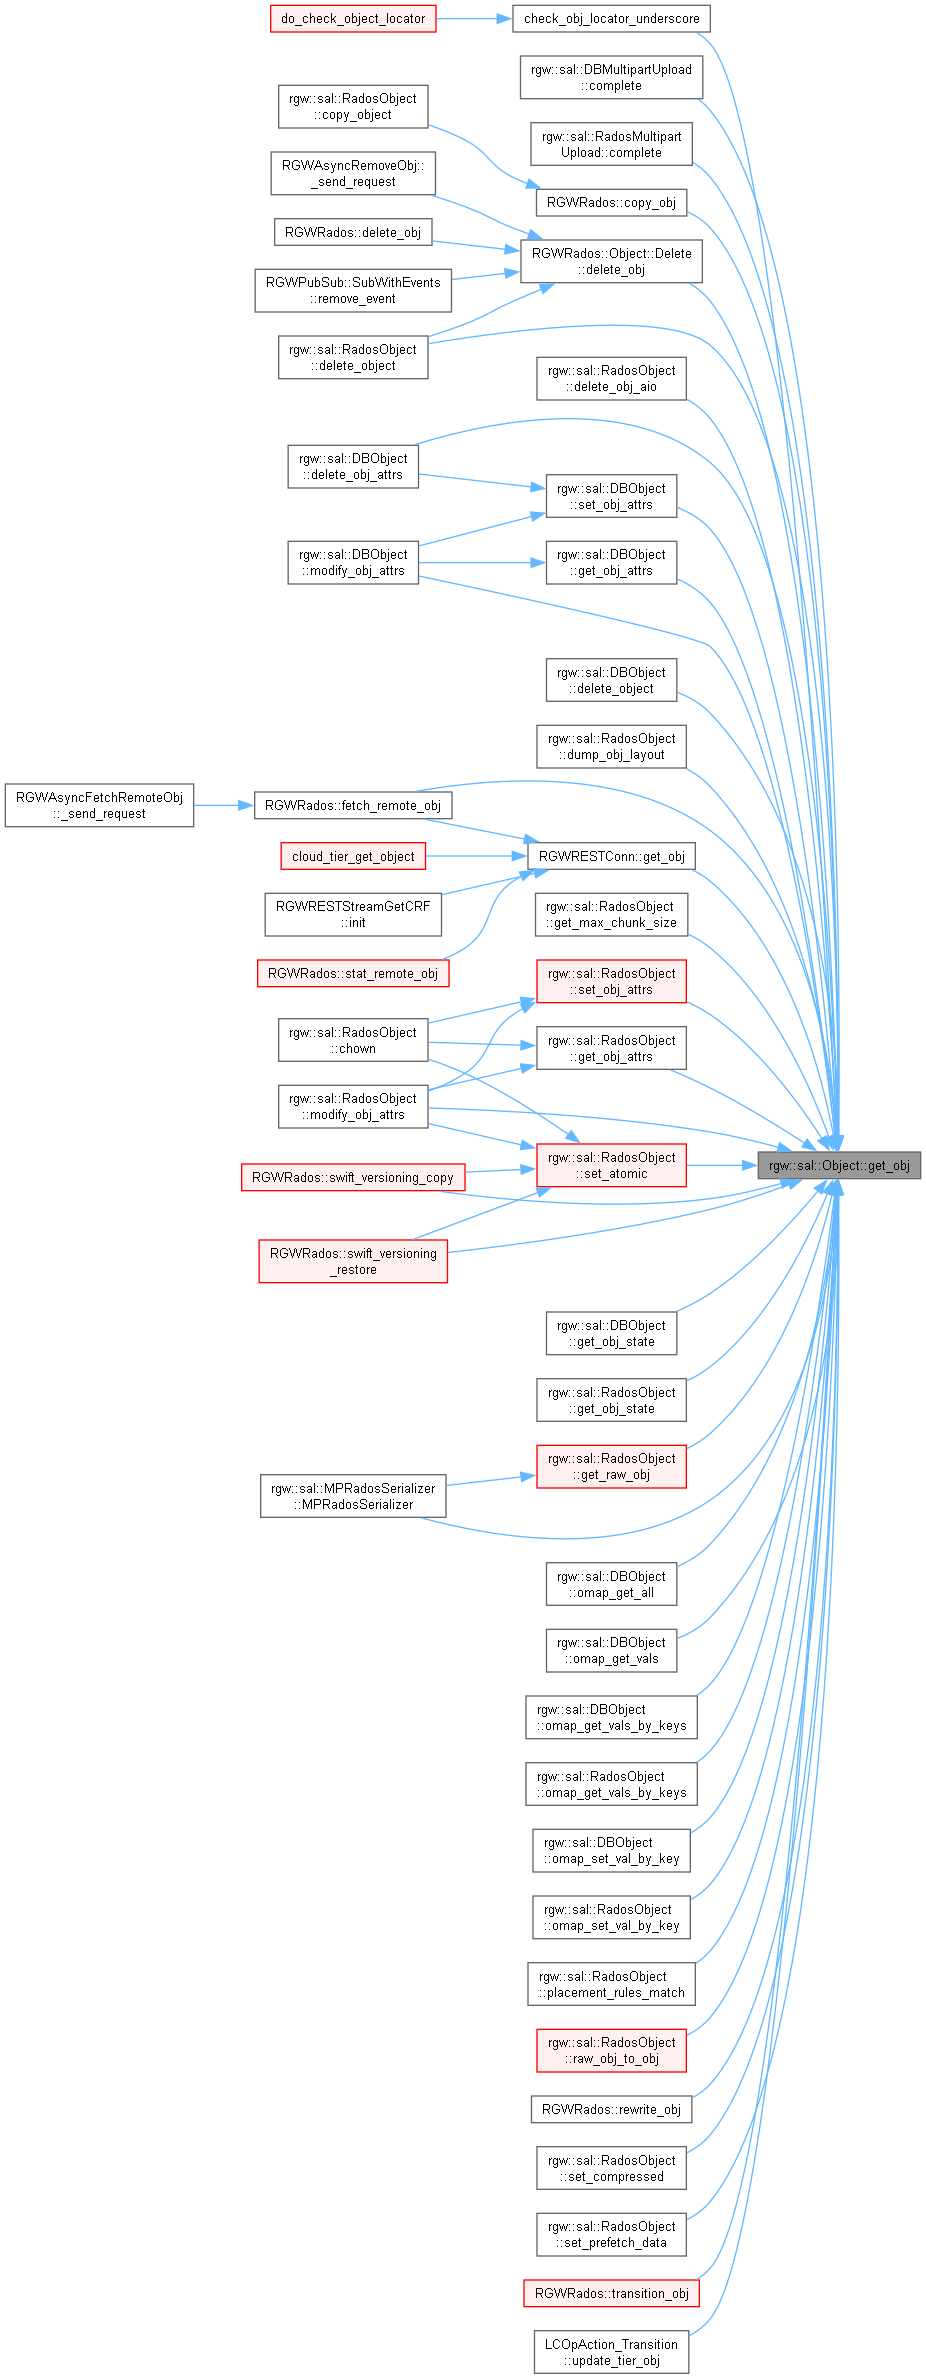 do_check_object_locator
check_obj_locator_underscore
rgw::sal::DBMultipartUpload
::complete
rgw::sal::RadosObject
::copy_object
rgw::sal::RadosMultipart
Upload::complete
RGWAsyncRemoveObj::
_send_request
RGWRados::copy_obj
RGWRados::delete_obj
RGWRados::Object::Delete
::delete_obj
RGWPubSub::SubWithEvents
::remove_event
rgw::sal::RadosObject
::delete_object
rgw::sal::RadosObject
::delete_obj_aio
rgw::sal::DBObject
::delete_obj_attrs
rgw::sal::DBObject
::set_obj_attrs
rgw::sal::DBObject
::modify_obj_attrs
rgw::sal::DBObject
::get_obj_attrs
rgw::sal::DBObject
::delete_object
rgw::sal::RadosObject
::dump_obj_layout
RGWAsyncFetchRemoteObj
::_send_request
RGWRados::fetch_remote_obj
cloud_tier_get_object
RGWRESTConn::get_obj
RGWRESTStreamGetCRF
::init
rgw::sal::RadosObject
::get_max_chunk_size
RGWRados::stat_remote_obj
rgw::sal::RadosObject
::set_obj_attrs
rgw::sal::RadosObject
::chown
rgw::sal::RadosObject
::get_obj_attrs
rgw::sal::RadosObject
::modify_obj_attrs
rgw::sal::RadosObject
::set_atomic
rgw::sal::Object::get_obj
RGWRados::swift_versioning_copy
RGWRados::swift_versioning
_restore
rgw::sal::DBObject
::get_obj_state
rgw::sal::RadosObject
::get_obj_state
rgw::sal::RadosObject
::get_raw_obj
rgw::sal::MPRadosSerializer
::MPRadosSerializer
rgw::sal::DBObject
::omap_get_all
rgw::sal::DBObject
::omap_get_vals
rgw::sal::DBObject
::omap_get_vals_by_keys
rgw::sal::RadosObject
::omap_get_vals_by_keys
rgw::sal::DBObject
::omap_set_val_by_key
rgw::sal::RadosObject
::omap_set_val_by_key
rgw::sal::RadosObject
::placement_rules_match
rgw::sal::RadosObject
::raw_obj_to_obj
RGWRados::rewrite_obj
rgw::sal::RadosObject
::set_compressed
rgw::sal::RadosObject
::set_prefetch_data
RGWRados::transition_obj
LCOpAction_Transition
::update_tier_obj